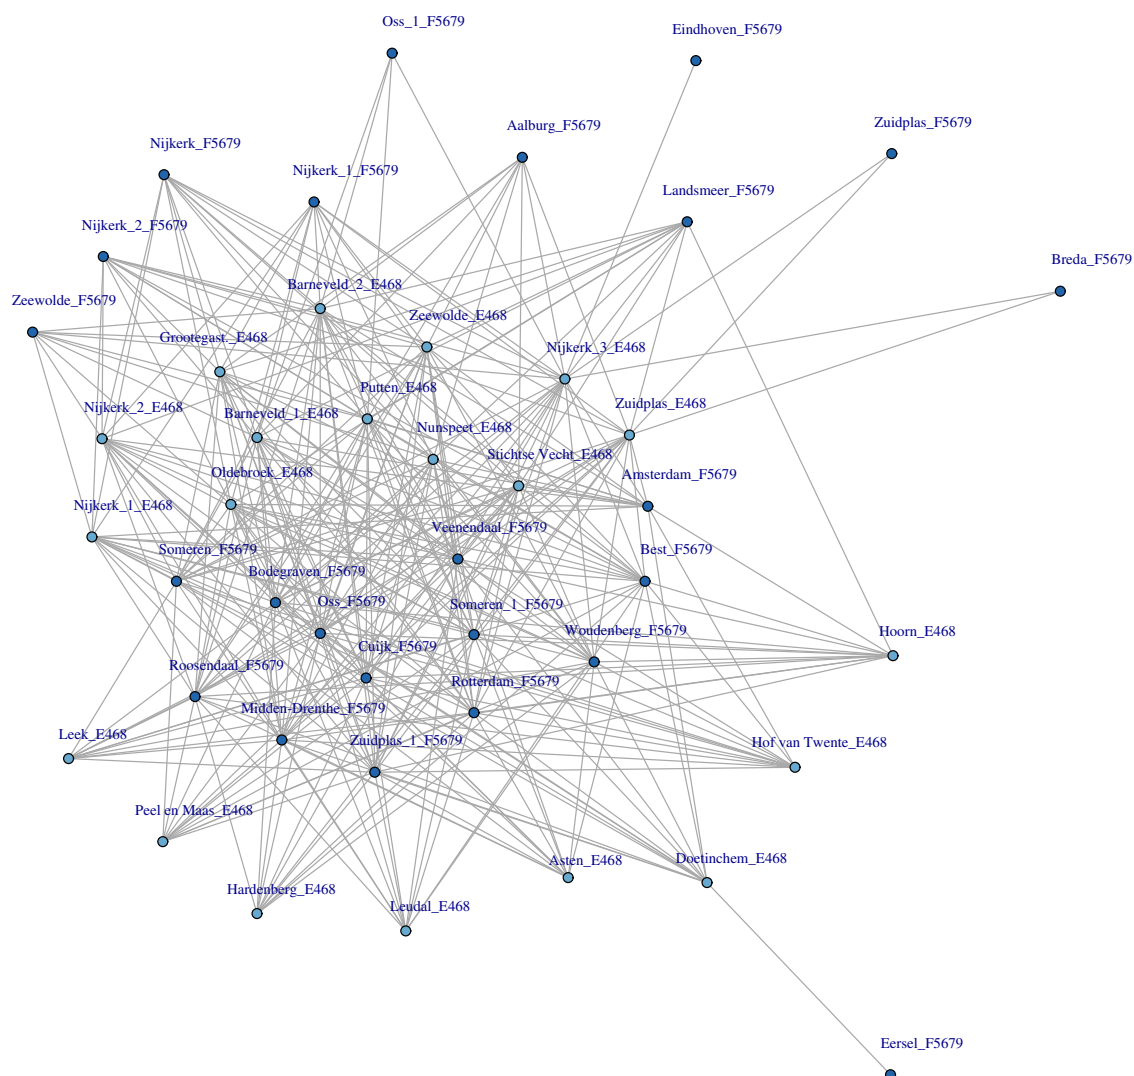 Oss_1_F5679
Eindhoven_F5679
Zuidplas_F5679
Aalburg_F5679
Nijkerk_F5679
Nijkerk_1_F5679
Landsmeer_F5679
Nijkerk_2_F5679
Breda_F5679
Barneveld_2_E468
Zeewolde_F5679
Zeewolde_E468
Grootegast._E468
Nijkerk_3_E468
Putten_E468
Zuidplas_E468
Nijkerk_2_E468
Barneveld_1_E468
Nunspeet_E468
Stichtse Vecht_E468
Oldebroek_E468
Amsterdam_F5679
Nijkerk_1_E468
Veenendaal_F5679
Someren_F5679
Best_F5679
Bodegraven_F5679
Oss_F5679
Someren_1_F5679
Woudenberg_F5679
Hoorn_E468
Cuijk_F5679
Roosendaal_F5679
Rotterdam_F5679
Midden-Drenthe_F5679
Leek_E468
Zuidplas_1_F5679
Hof van Twente_E468
Peel en Maas_E468
Asten_E468
Doetinchem_E468
Hardenberg_E468
Leudal_E468
Eersel_F5679